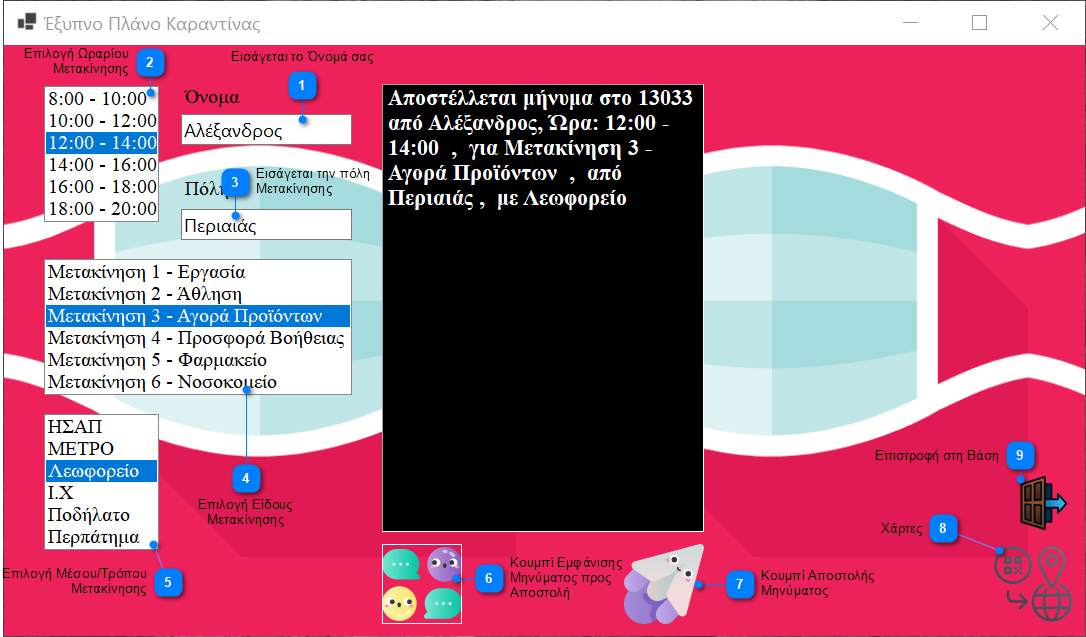 Έξυπνο Πλάνο Καραντίνας
Επιλογή Ωραρίου
Μετακίνησης
2
8:00 - 10:00
10:00 - 12:00
12:00 - 14:00
14:00 - 16:00
16:00 - 18:00
18:00 - 20:00
Εισάγεται το Όνομά σας
1
Όνομα
Αλέξανδρος
Εισάγεται την πόλη
Μετακίνησης
3
Πόλη
Περιαιάς
Μετακίνηση 1 - Εργασία
Μετακίνηση 2 - Άθληση
Μετακίνηση 3 - Αγορά Προϊόντων
Μετακίνηση 4 - Προσφορά Βοήθειας
Μετακίνηση 5 - Φαρμακείο
Μετακίνηση 6 - Νοσοκομείο
4
Επιλογή Είδους
Μετακίνησης
ΗΣΑΠ
ΜΕΤΡΟ
Λεωφορείο
Ι.Χ
Ποδήλατο
Περπάτημα
Επιλογή Μέσου/Τρόπου
Μετακίνησης
5
Αποστέλλεται μήνυμα στο 13033
από Αλέξανδρος, Ώρα: 12:00 -
14:00 , για Μετακίνηση 3 -
Αγορά Προϊόντων , από
Περιαιάς , με Λεωφορείο
6
Κουμπί Εμφάνισης
Μηνύματος προς
Αποστολή
7
Κουμπί Αποστολής
Μηνύματος
Επιστροφή στη Βάση
9
Χάρτες
8